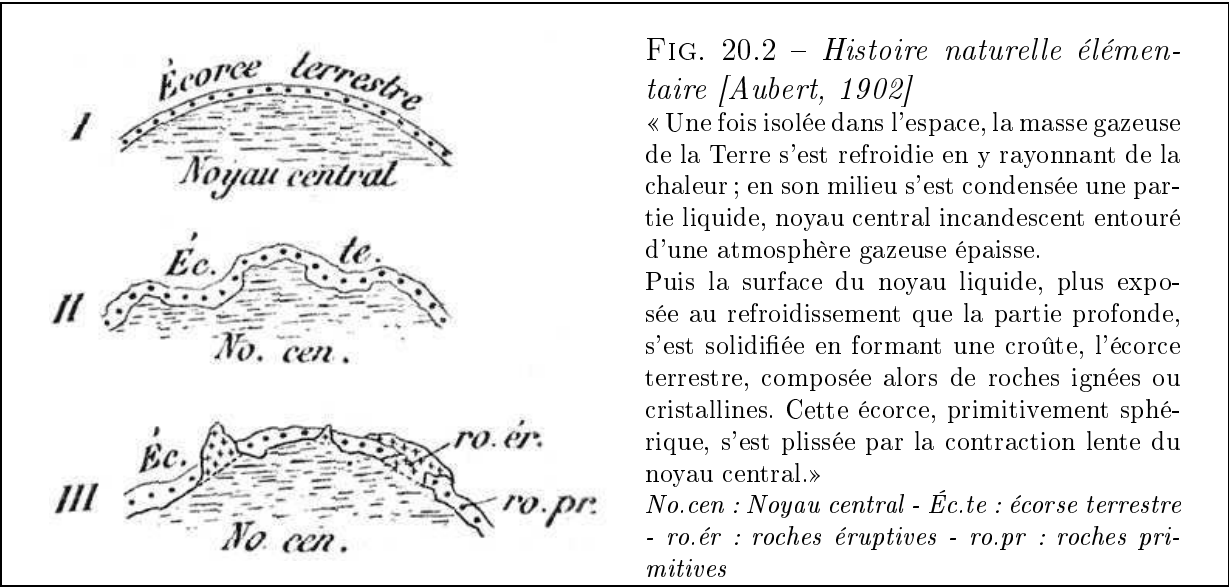 Écorce terrestre
I
Noyau central
Éc. te.
II
No. cen.
Éc.
ro. ér.
III
ro. pr.
No. cen.
FIG. 20.2 – Histoire naturelle élémen-
taire [Aubert, 1902]
« Une fois isolée dans l'espace, la masse gazeuse
de la Terre s'est refroidie en y rayonnant de la
chaleur ; en son milieu s'est condensée une par-
tie liquide, noyau central incandescent entouré
d'une atmosphère gazeuse épaisse.
Puis la surface du noyau liquide, plus expo-
sée au refroidissement que la partie profonde,
s'est solidifiée en formant une croûte, l'écorce
terrestre, composée alors de roches ignées ou
cristallines. Cette écorce, primitivement sphé-
rique, s'est plissée par la contraction lente du
noyau central.»
No.cen : Noyau central - Éc.te : écorse terrestre
- ro.ér : roches éruptives - ro.pr : roches pri-
mitives